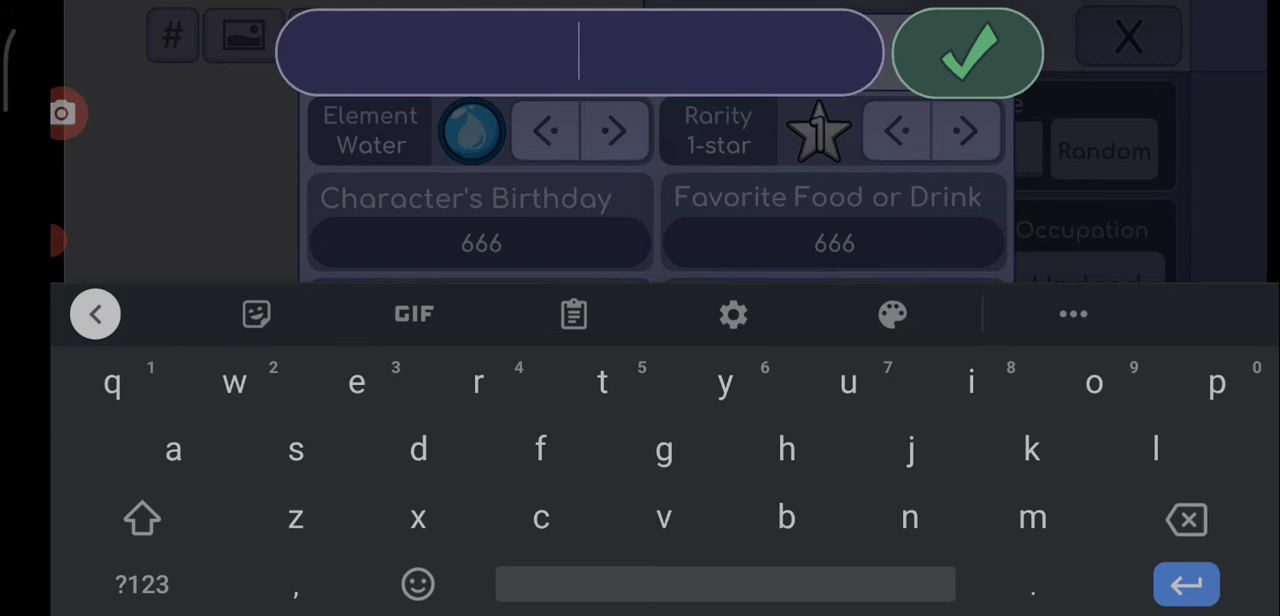 #
X
Element
Water
Rarity
1-star
1
e
Random
Character's Birthday
Favorite Food or Drink
Occupation
666
666
GIF
q 1 w 2 e 3 r 4 t 5 y 6 u 7 i 8 o 9 p 0
a s d f g h j k l
z x c v b n m
?123 , .